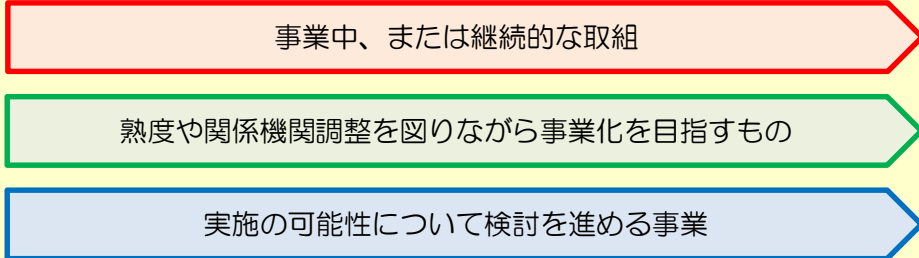 事業中、または継続的な取組
熟度や関係機関調整を図りながら事業化を目指すもの
実施の可能性について検討を進める事業